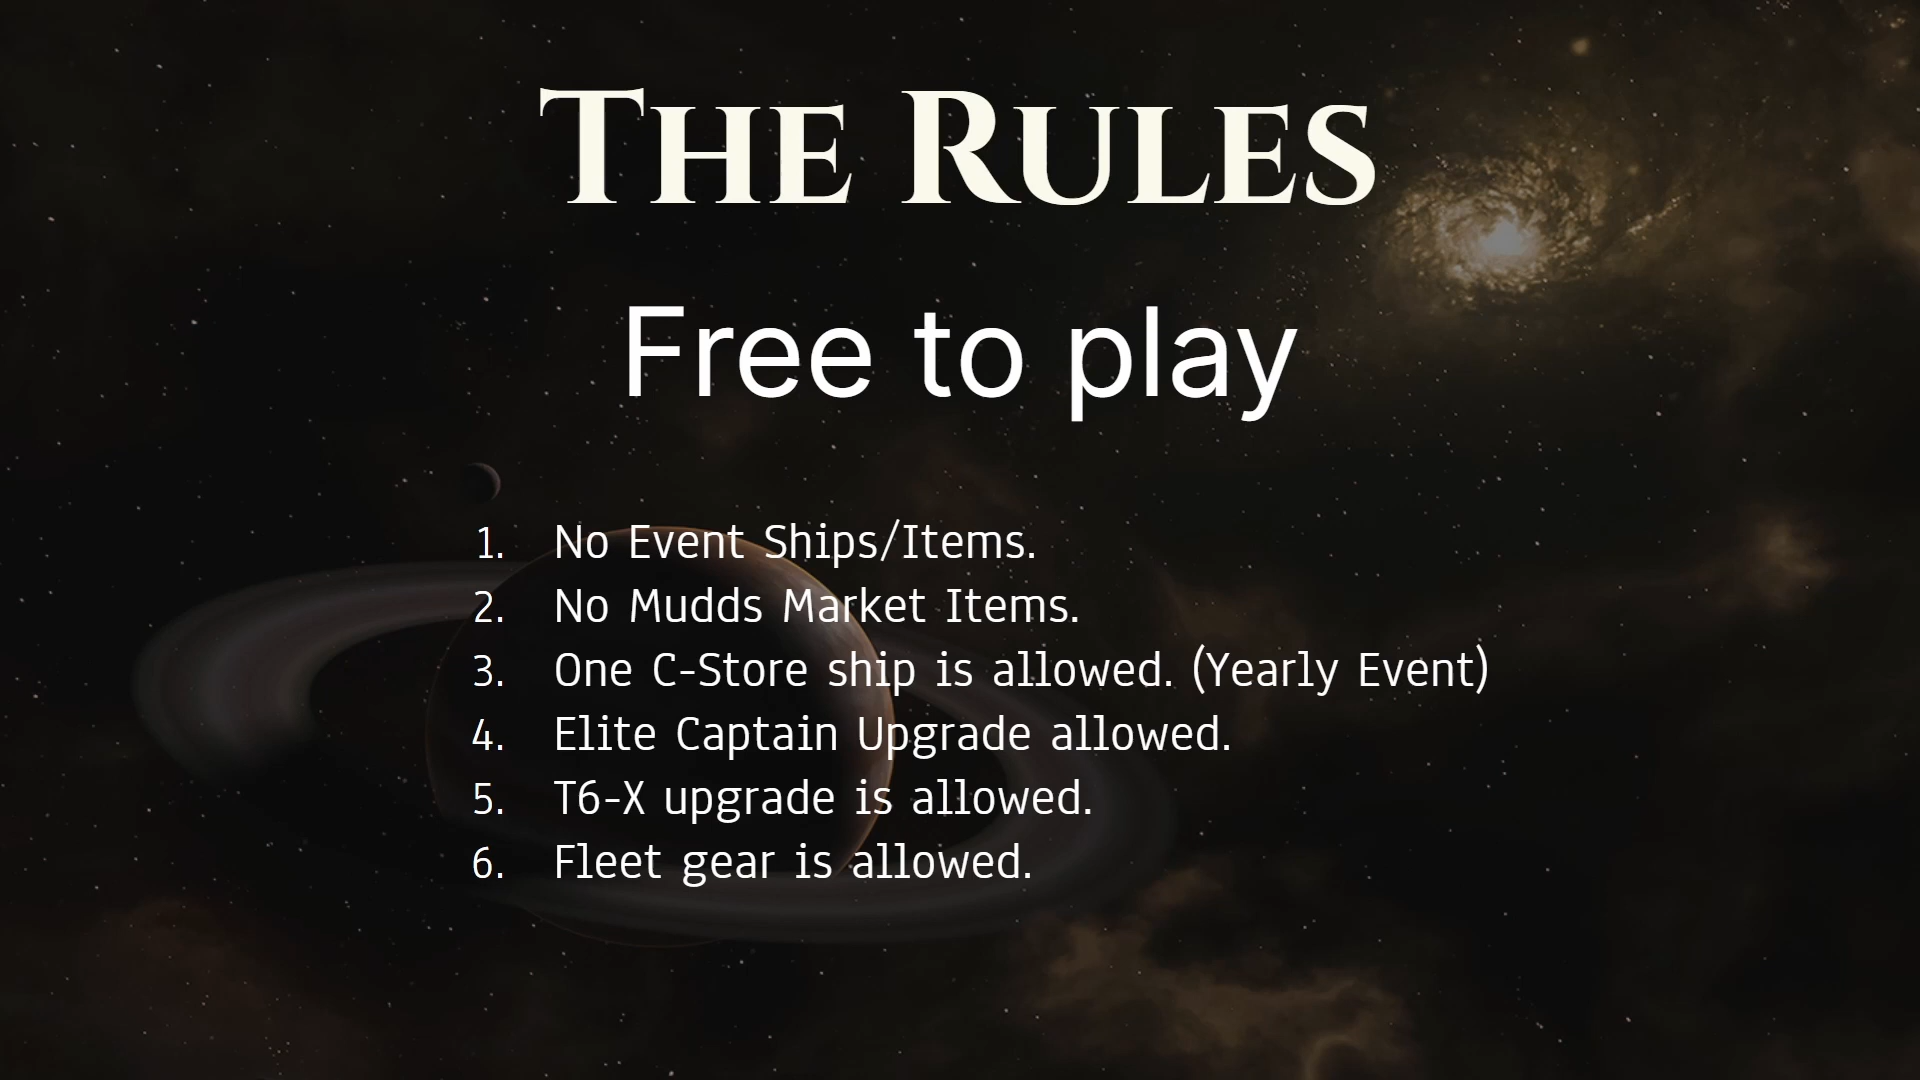 The Rules
Free to play
1. No Event Ships/Items.
2. No Mudds Market Items.
3. One C-Store ship is allowed. (Yearly Event)
4. Elite Captain Upgrade allowed.
5. T6-X upgrade is allowed.
6. Fleet gear is allowed.